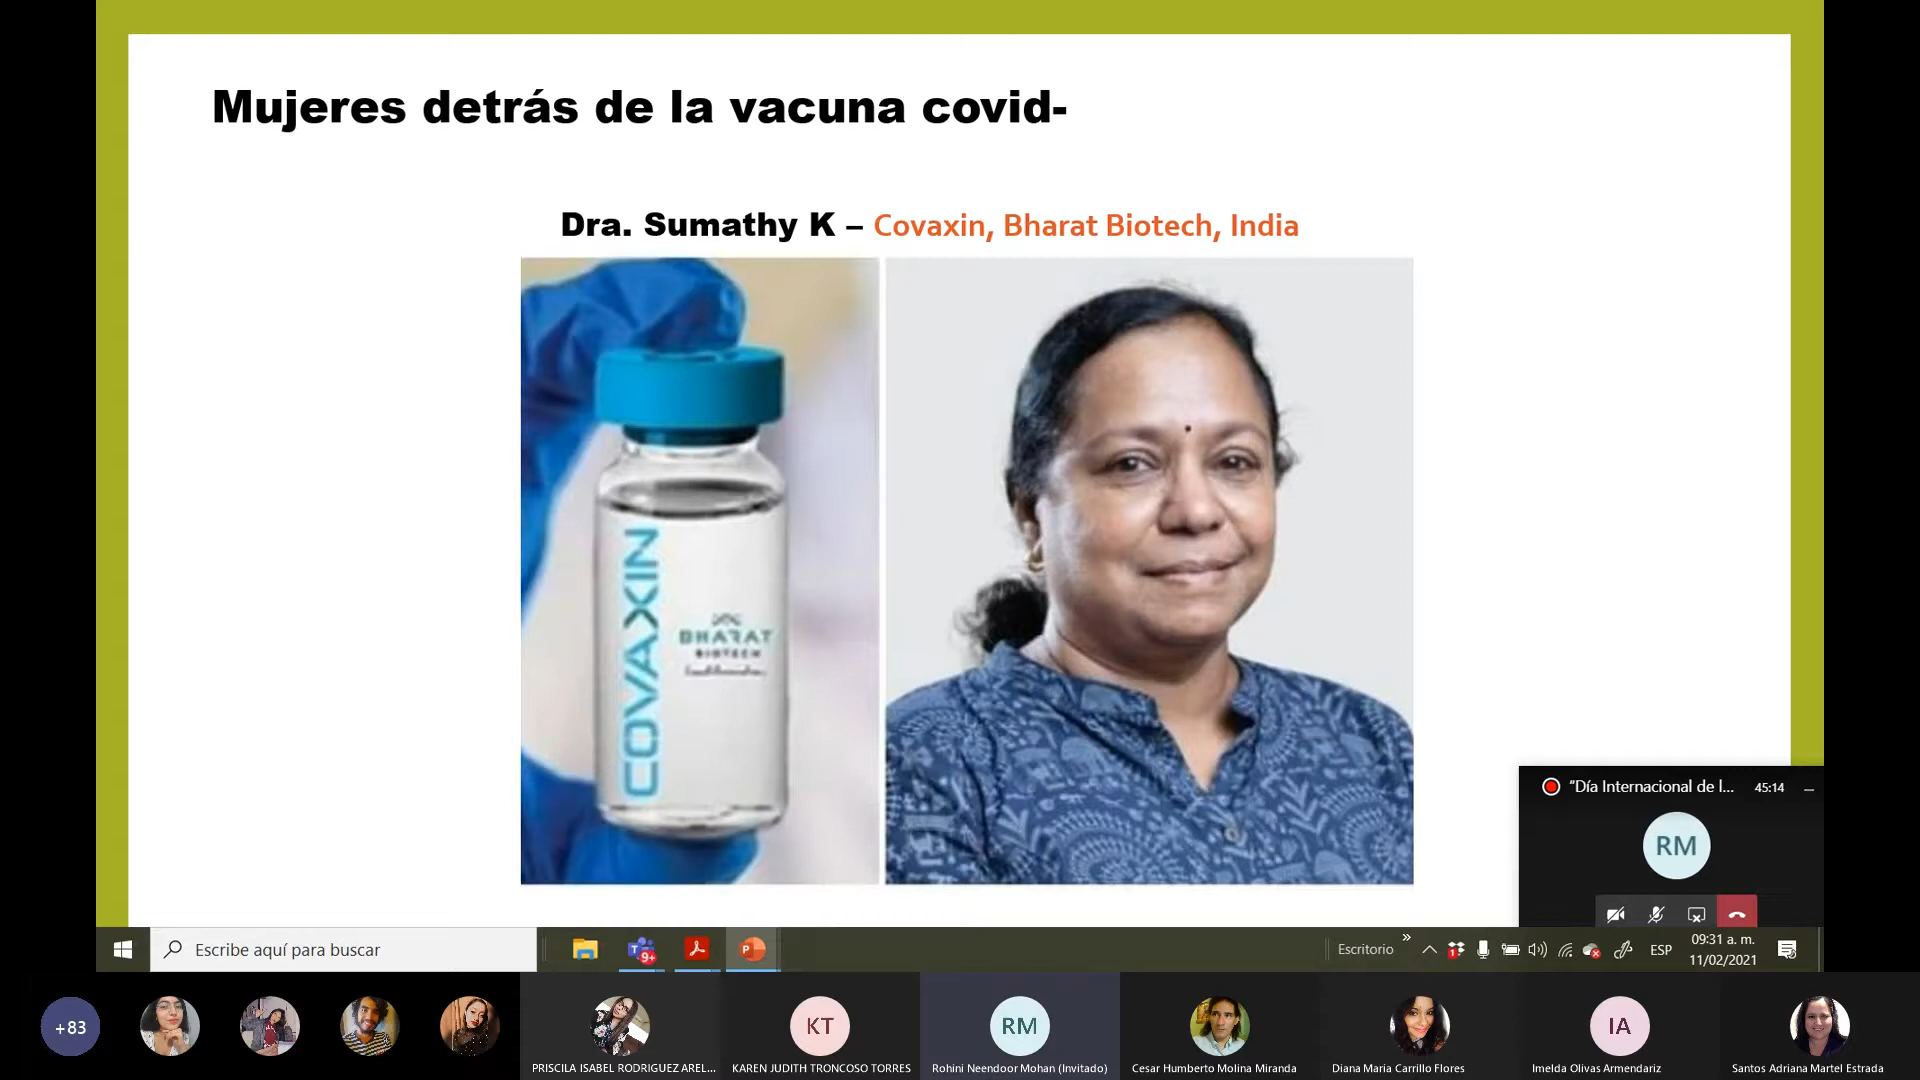 Mujeres detrás de la vacuna covid-
Dra. Sumathy K – Covaxin, Bharat Biotech, India
COVAXIN
BHARAT
BIOTECH
"Día Internacional de l... 45:14
RM
Escribe aquí para buscar
9+
Escritorio
»
1
ESP
09:31 a. m.
11/02/2021
+83
KT
RM
IA
PRISCILA ISABEL RODRIGUEZ AREL...
KAREN JUDITH TRONCOSO TORRES
Rohini Neendoor Mohan (Invitado)
Cesar Humberto Molina Miranda
Diana Maria Carrillo Flores
Imelda Olivas Armendariz
Santos Adriana Martel Estrada